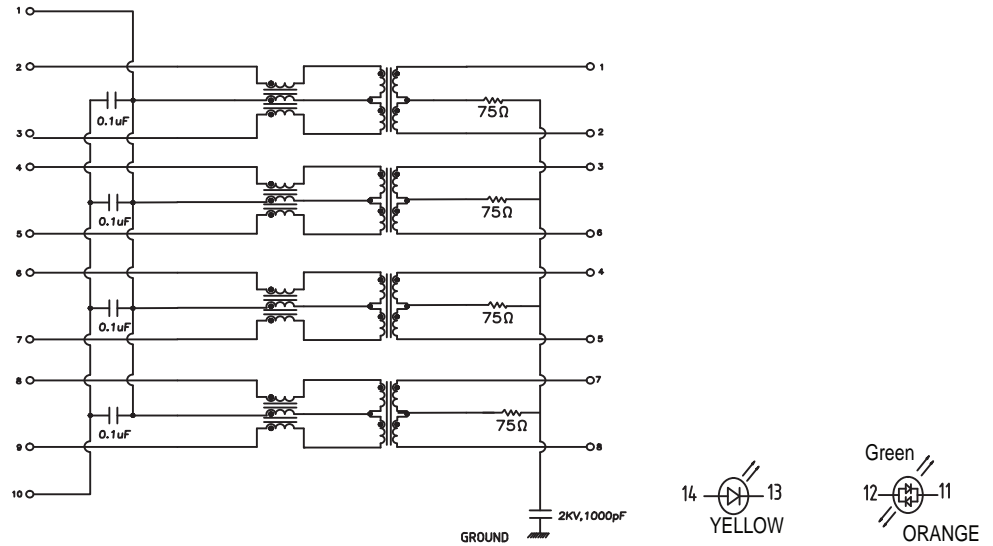 1
2 1
0.1uF 75Ω
3 2
4 3
0.1uF 75Ω
5 6
6 4
0.1uF 75Ω
7 5
8 7
0.1uF 75Ω
9 8
10
2KV,1000pF
GROUND
14 13
YELLOW
Green
12 11
ORANGE